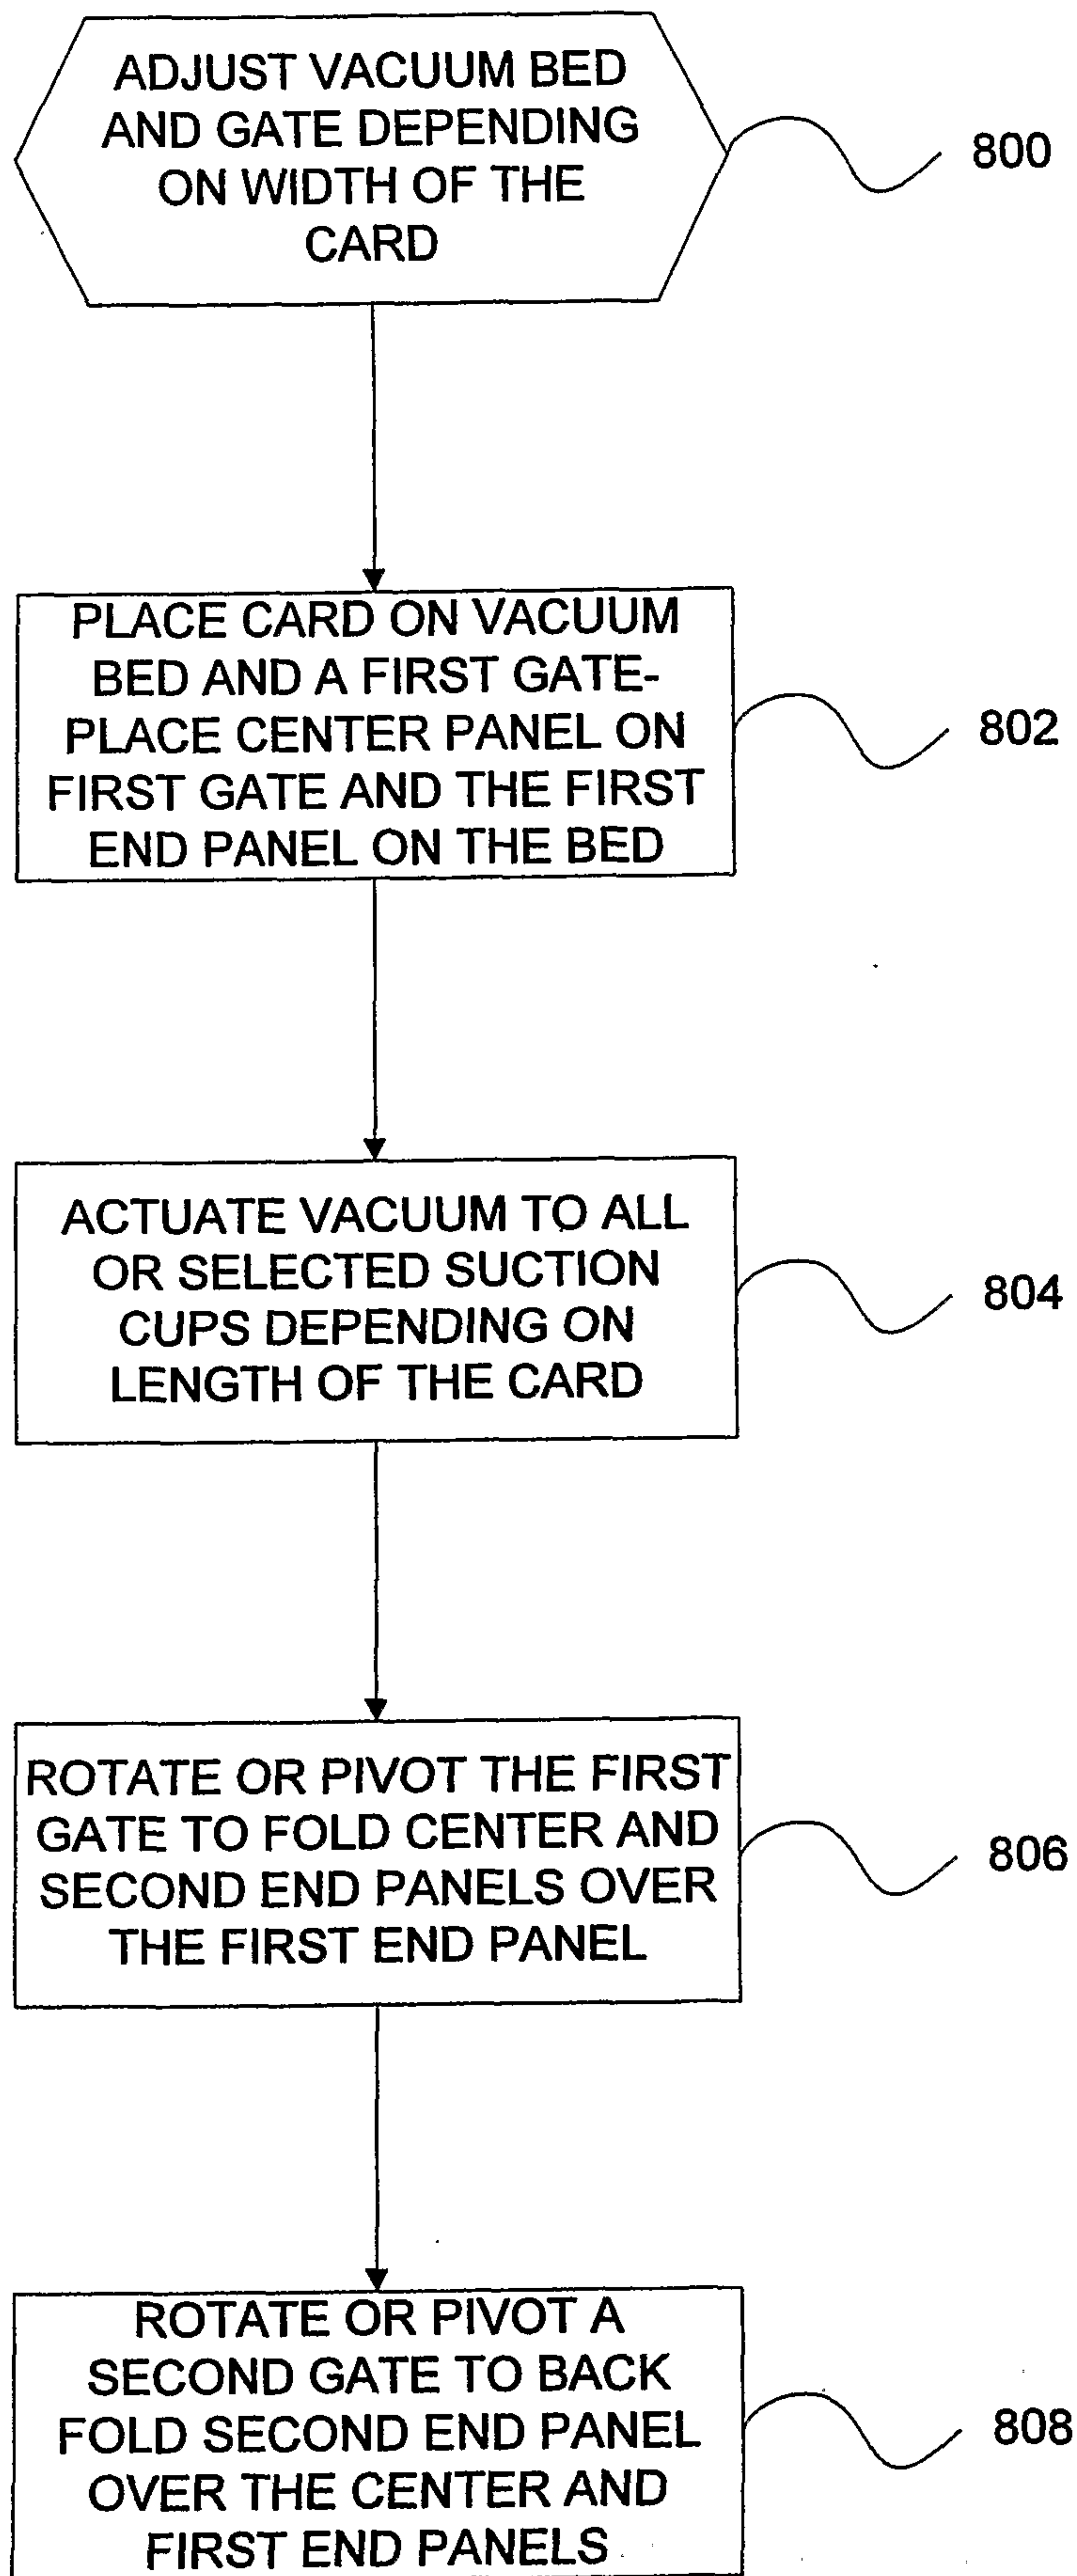 ADJUST VACUUM BED
AND GATE DEPENDING
ON WIDTH OF THE
CARD
800
PLACE CARD ON VACUUM
BED AND A FIRST GATE-
PLACE CENTER PANEL ON
FIRST GATE AND THE FIRST
END PANEL ON THE BED
802
ACTUATE VACUUM TO ALL
OR SELECTED SUCTION
CUPS DEPENDING ON
LENGTH OF THE CARD
804
ROTATE OR PIVOT THE FIRST
GATE TO FOLD CENTER AND
SECOND END PANELS OVER
THE FIRST END PANEL
806
ROTATE OR PIVOT A
SECOND GATE TO BACK
FOLD SECOND END PANEL
OVER THE CENTER AND
FIRST END PANELS
808